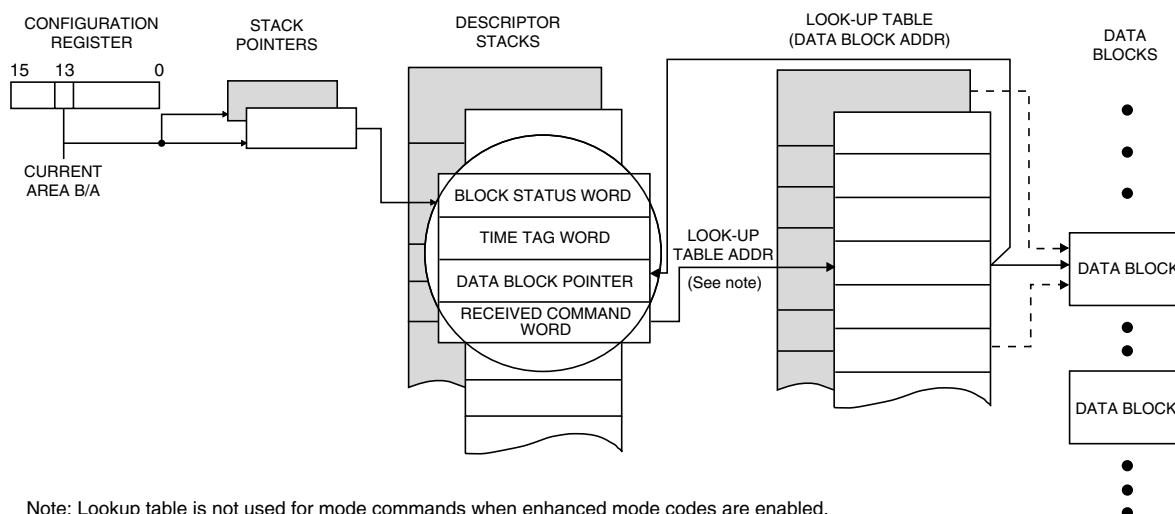 CONFIGURATION
REGISTER
15 13 0
CURRENT
AREA B/A
STACK
POINTERS
DESCRIPTOR
STACKS
BLOCK STATUS WORD
TIME TAG WORD
DATA BLOCK POINTER
RECEIVED COMMAND
WORD
LOOK-UP
TABLE ADDR
(See note)
LOOK-UP TABLE
(DATA BLOCK ADDR)
DATA
BLOCKS
DATA BLOCK
DATA BLOCK
Note: Lookup table is not used for mode commands when enhanced mode codes are enabled.